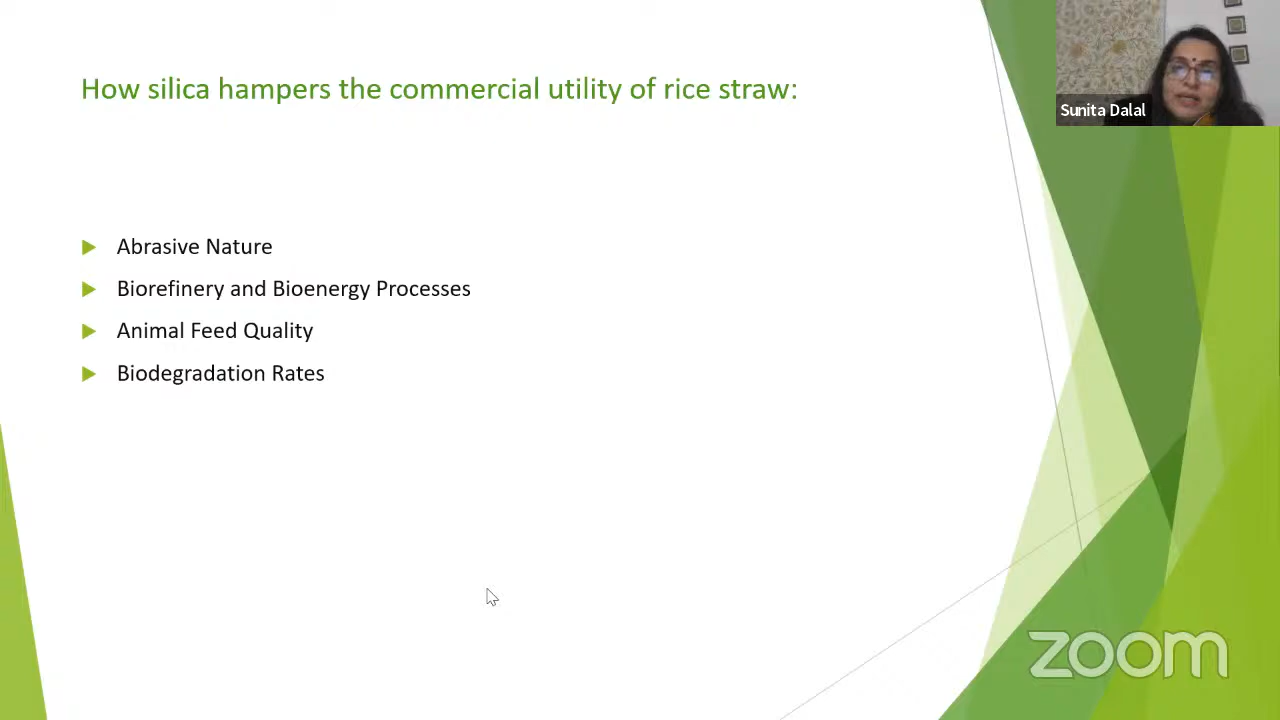 How silica hampers the commercial utility of rice straw:
Abrasive Nature
Biorefinery and Bioenergy Processes
Animal Feed Quality
Biodegradation Rates
Sunita Dalal
zoom